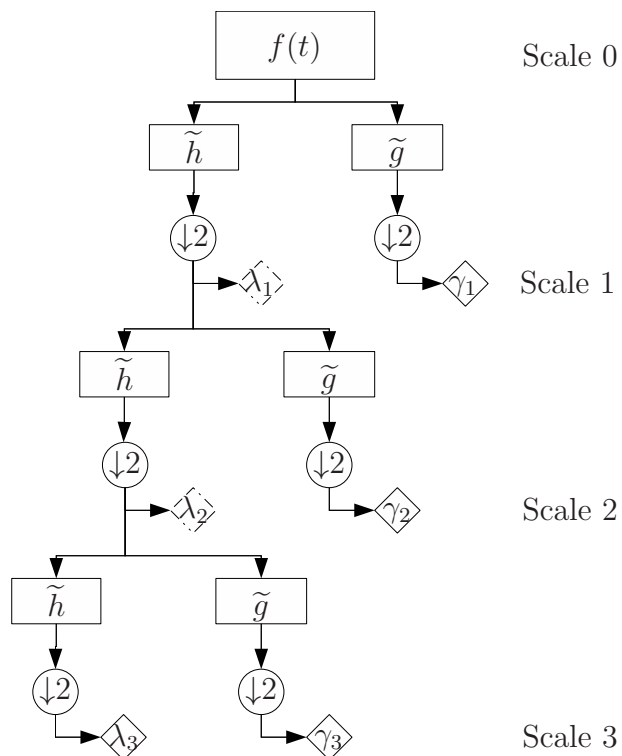 f(t) Scale 0
h̃ g̃
↓2 ↓2
λ₁ γ₁ Scale 1
h̃ g̃
↓2 ↓2
λ₂ γ₂ Scale 2
h̃ g̃
↓2 ↓2
λ₃ γ₃ Scale 3